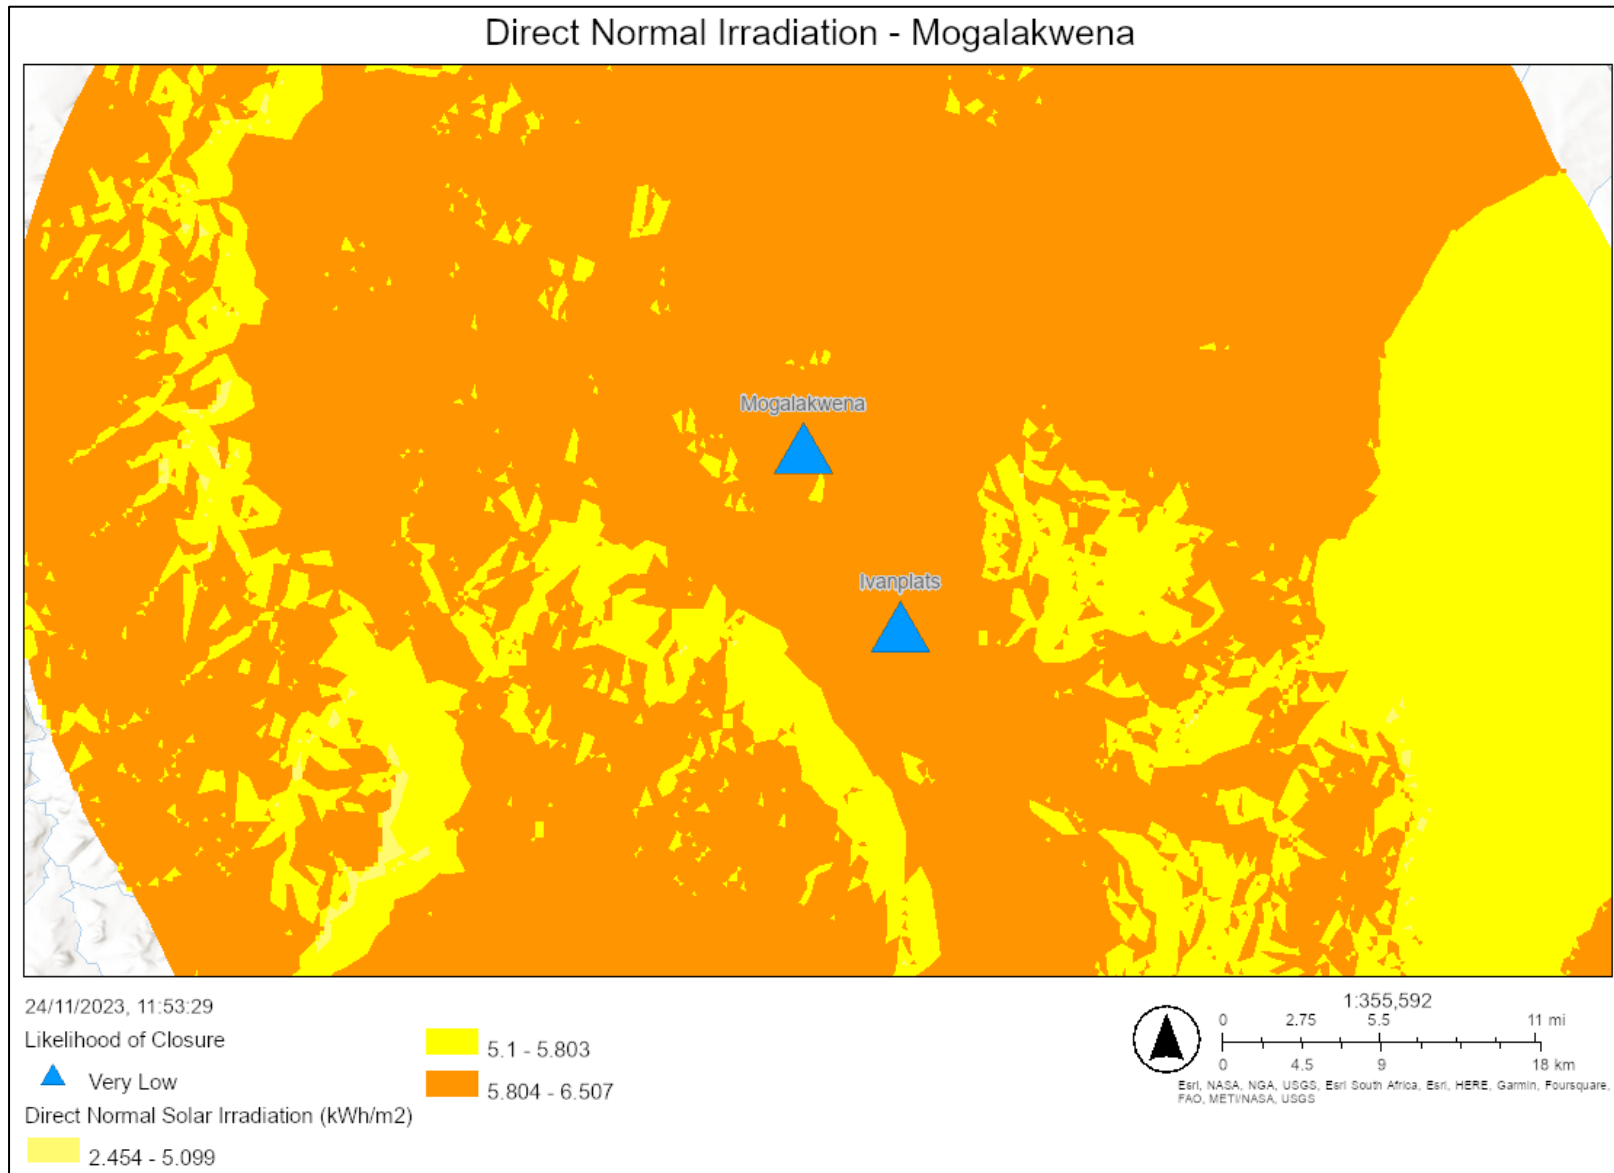 Direct Normal Irradiation - Mogalakwena
Mogalakwena
Ivanplats
24/11/2023, 11:53:29
Likelihood of Closure
Very Low
Direct Normal Solar Irradiation (kWh/m2)
2.454 - 5.099
5.1 - 5.803
5.804 - 6.507
1:355,592
0 2.75 5.5 11 mi
0 4.5 9 18 km
Esri, NASA, NGA, USGS, Esri South Africa, Esri, HERE, Garmin, Foursquare,
FAO, METI/NASA, USGS